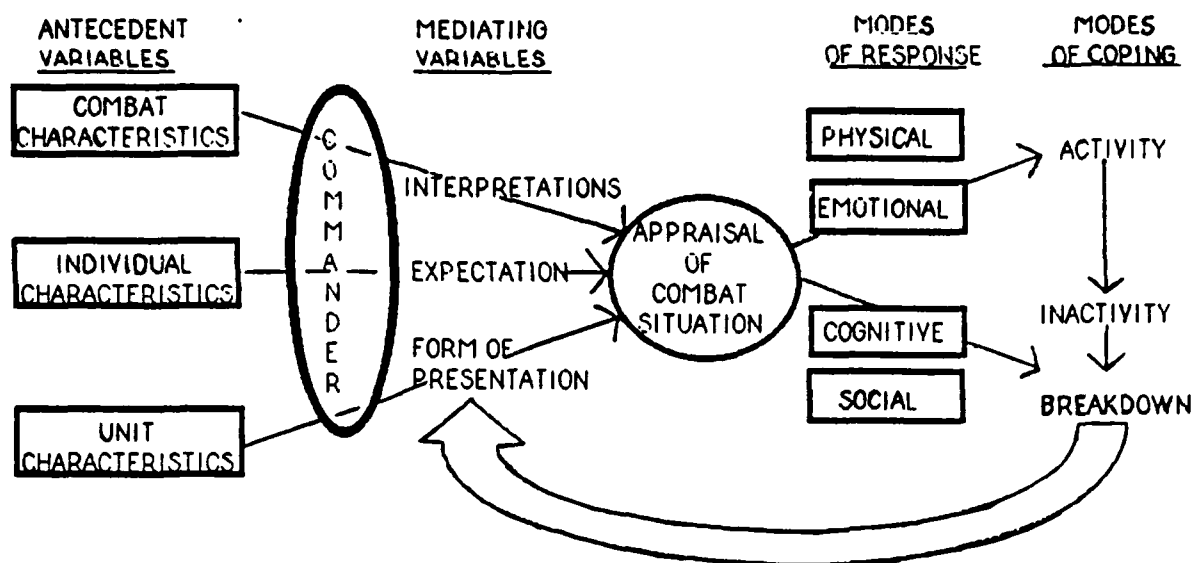 ANTECEDENT
VARIABLES
MEDIATING
VARIABLES
MODES
OF RESPONSE
MODES
OF COPING
COMBAT
CHARACTERISTICS
INDIVIDUAL
CHARACTERISTICS
UNIT
CHARACTERISTICS
COMMANDER
INTERPRETATIONS
EXPECTATION
FORM OF
PRESENTATION
APPRAISAL
OF
COMBAT
SITUATION
PHYSICAL
EMOTIONAL
COGNITIVE
SOCIAL
ACTIVITY
INACTIVITY
BREAKDOWN